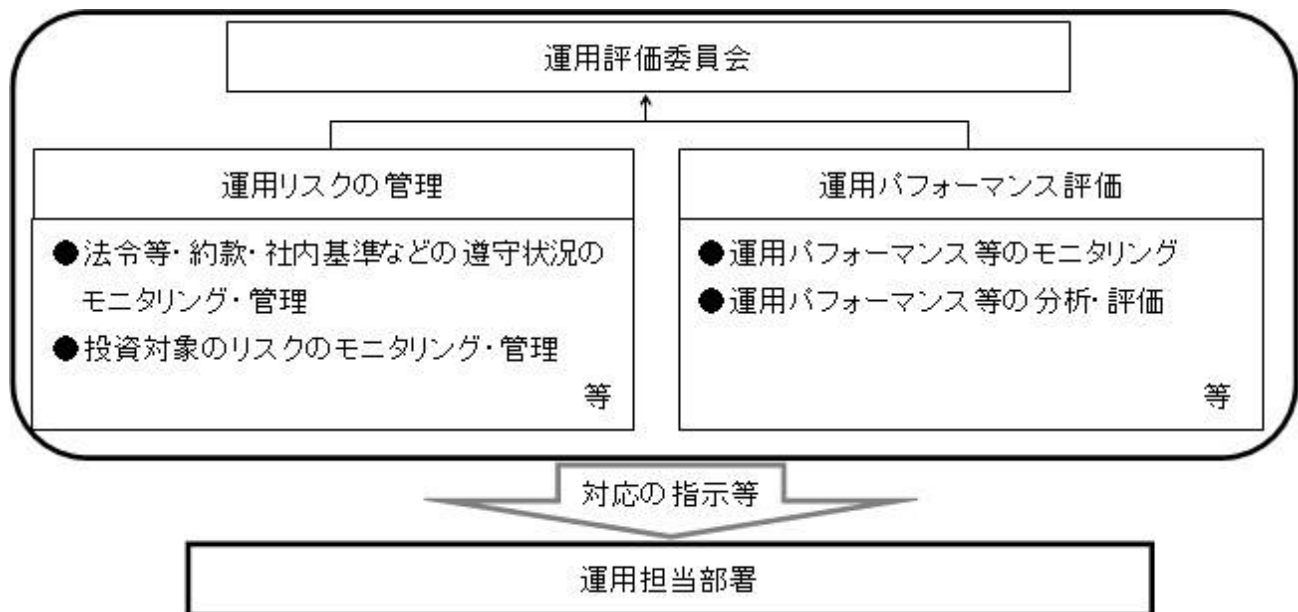 運用評価委員会
運用リスクの管理
●法令等・約款・社内基準などの遵守状況の
モニタリング・管理
●投資対象のリスクのモニタリング・管理
等
運用パフォーマンス評価
●運用パフォーマンス等のモニタリング
●運用パフォーマンス等の分析・評価
等
対応の指示等
運用担当部署